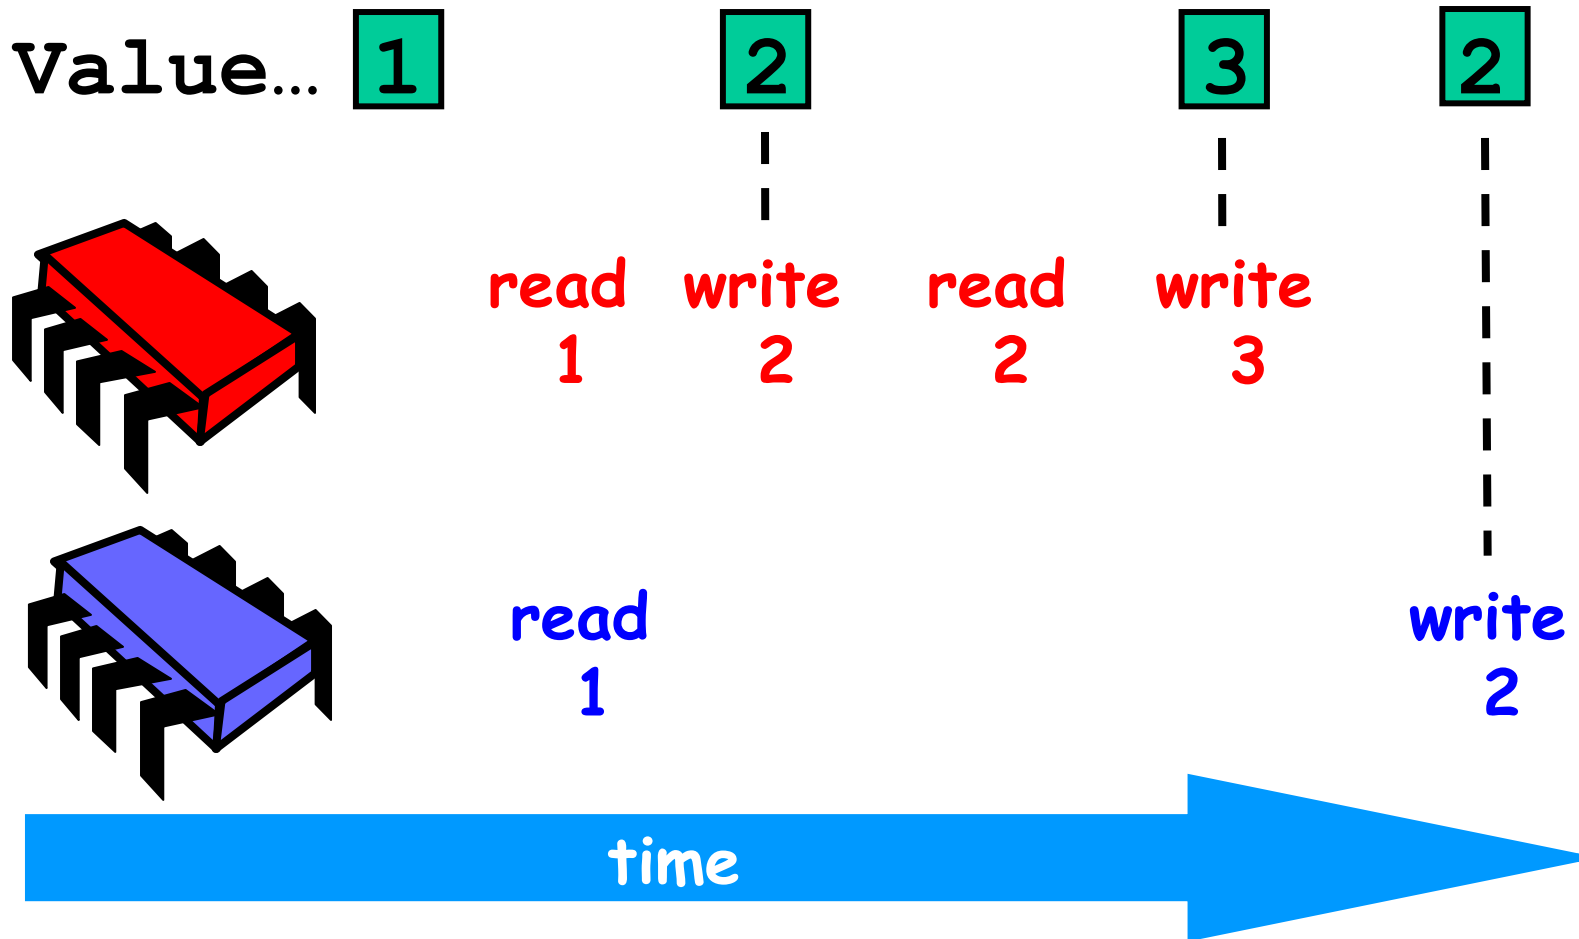 Value… 1 2 3 2
read write read write
1 2 2 3
read write
1 2
time